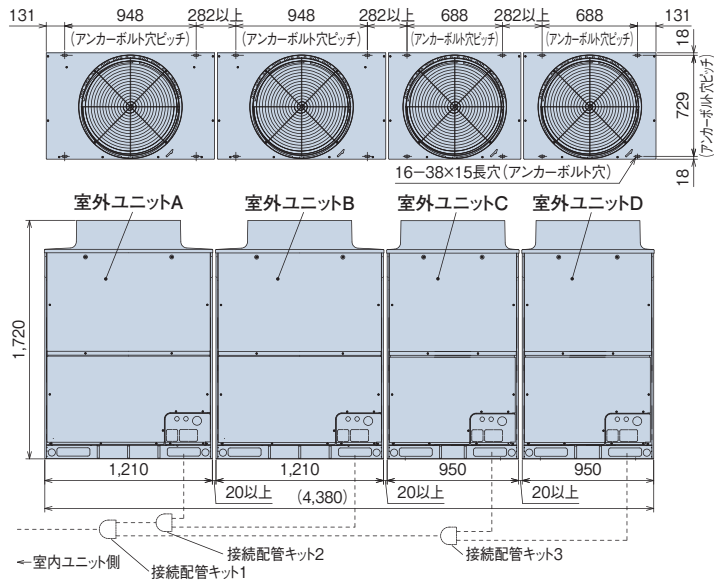 131 948 282以上 948 282以上 688 282以上 688 131
(アンカーボルト穴ピッチ) (アンカーボルト穴ピッチ) (アンカーボルト穴ピッチ) (アンカーボルト穴ピッチ)
18
729
(アンカーボルト穴ピッチ)
18
16−38×15長穴(アンカーボルト穴)
室外ユニットA 室外ユニットB 室外ユニットC 室外ユニットD
1,720
1,210 1,210 950 950
20以上 (4,380) 20以上 20以上
←室内ユニット側
接続配管キット1
接続配管キット2
接続配管キット3